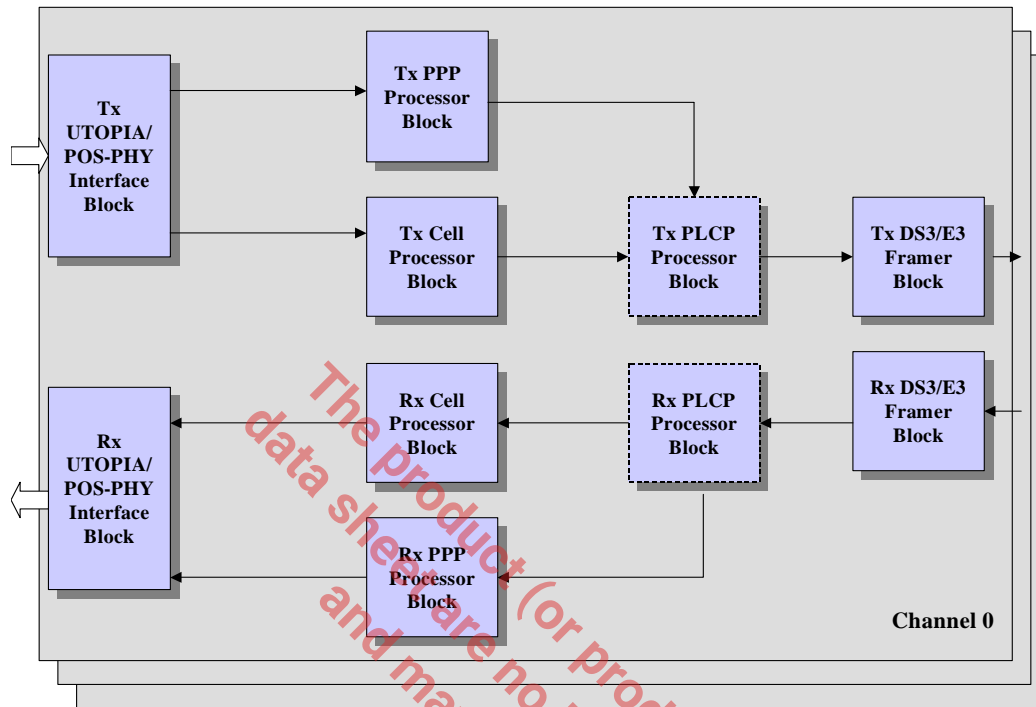 Tx
UTOPIA/
POS-PHY
Interface
Block
Tx PPP
Processor
Block
Tx Cell
Processor
Block
Tx PLCP
Processor
Block
Tx DS3/E3
Framer
Block
Rx
UTOPIA/
POS-PHY
Interface
Block
Rx Cell
Processor
Block
Rx PLCP
Processor
Block
Rx DS3/E3
Framer
Block
Rx PPP
Processor
Block
Channel 0
The product (or prod
data sheet are no
and ma